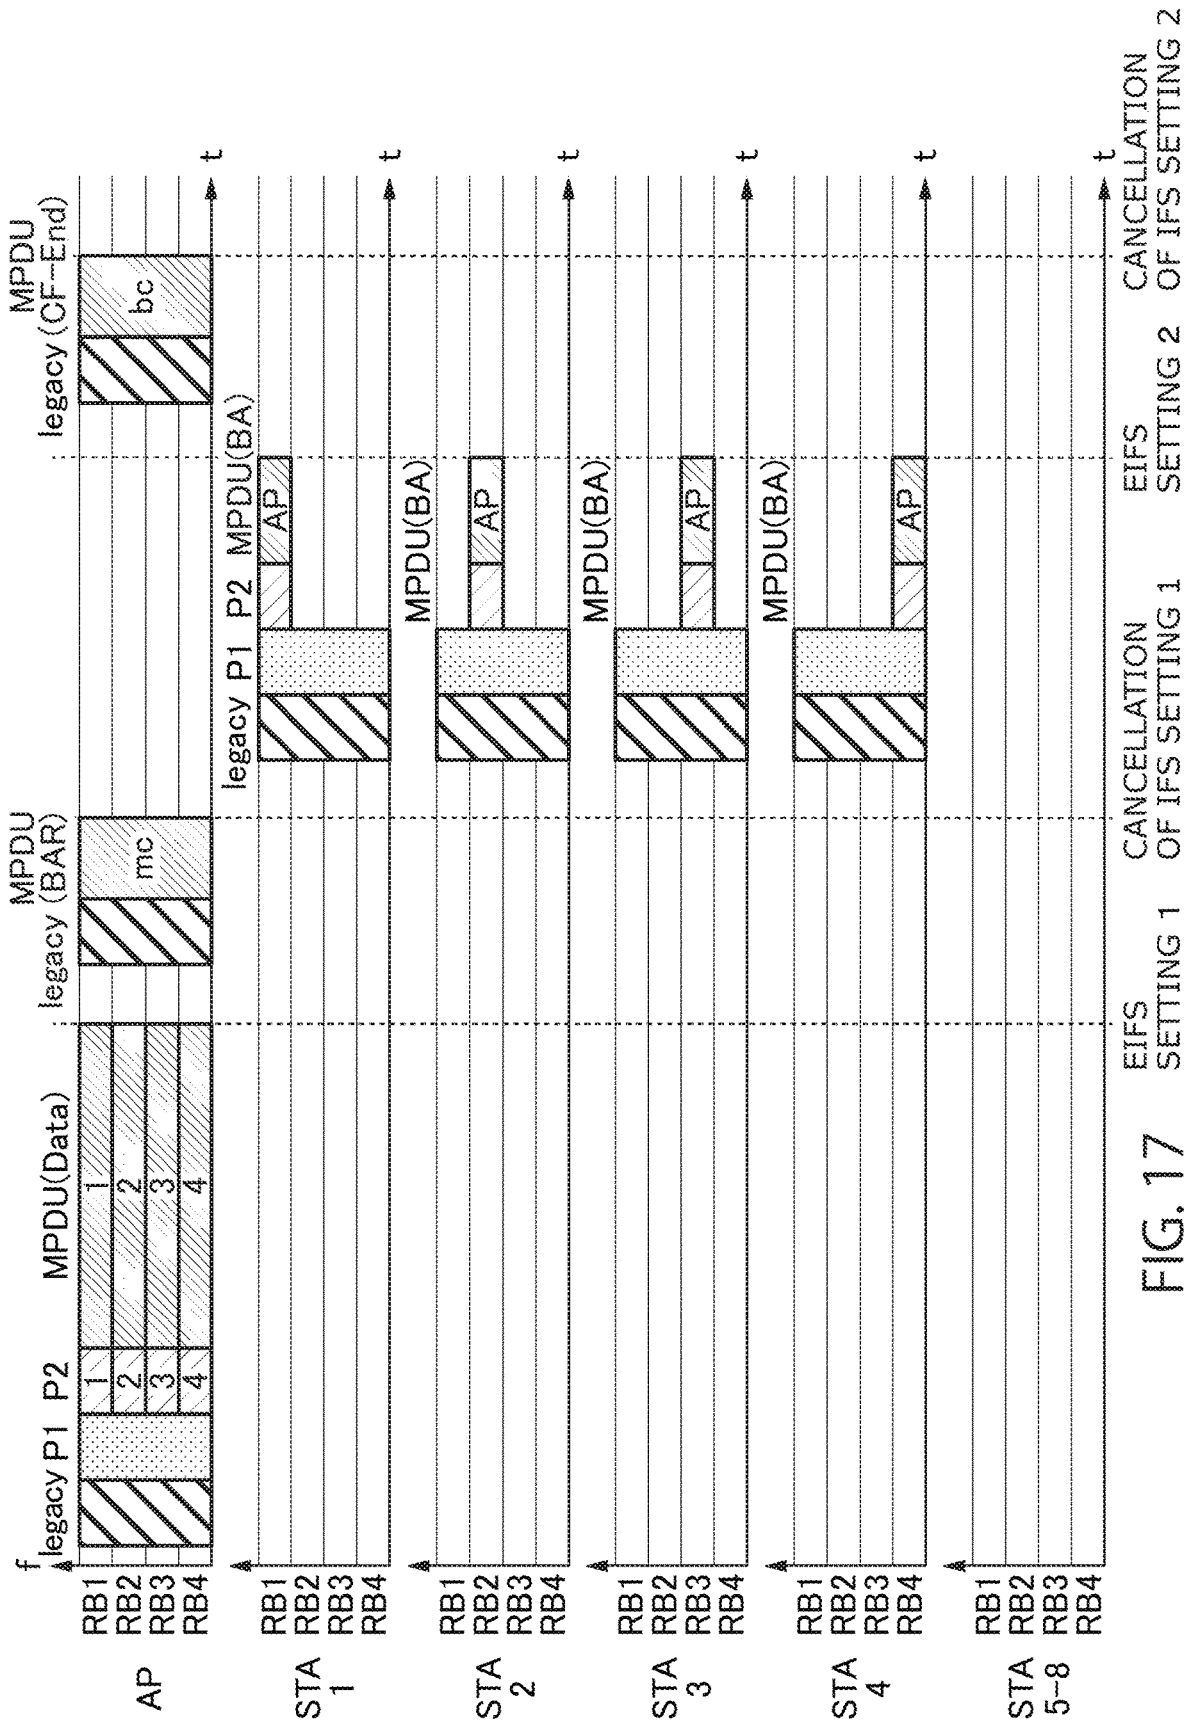 f
AP
RB1
RB2
RB3
RB4
legacy P1 P2 MPDU(Data)
1
2
3
4
1
2
3
4
MPDU
legacy (BAR)
mc
MPDU
legacy (CF-End)
bc
t
STA
1
RB1
RB2
RB3
RB4
legacy P1 P2 MPDU(BA)
AP
t
STA
2
RB1
RB2
RB3
RB4
MPDU(BA)
AP
t
STA
3
RB1
RB2
RB3
RB4
MPDU(BA)
AP
t
STA
4
RB1
RB2
RB3
RB4
MPDU(BA)
AP
t
STA
5-8
RB1
RB2
RB3
RB4
t
EIFS
SETTING 1
CANCELLATION
OF IFS SETTING 1
EIFS
SETTING 2
CANCELLATION
OF IFS SETTING 2
FIG. 17